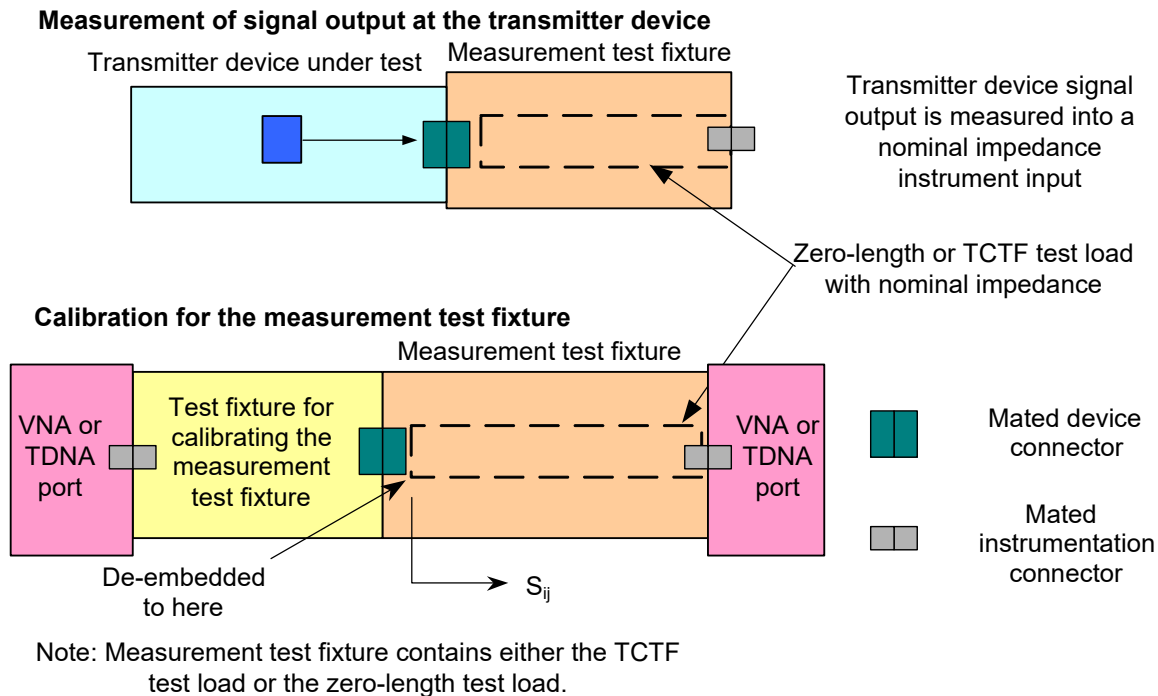 Measurement of signal output at the transmitter device
Transmitter device under test
Measurement test fixture
Transmitter device signal
output is measured into a
nominal impedance
instrument input
Zero-length or TCTF test load
with nominal impedance
Calibration for the measurement test fixture
Measurement test fixture
VNA or
TDNA
port
Test fixture for
calibrating the
measurement
test fixture
VNA or
TDNA
port
Mated device
connector
Mated
instrumentation
connector
De-embedded
to here
Sij
Note: Measurement test fixture contains either the TCTF
test load or the zero-length test load.